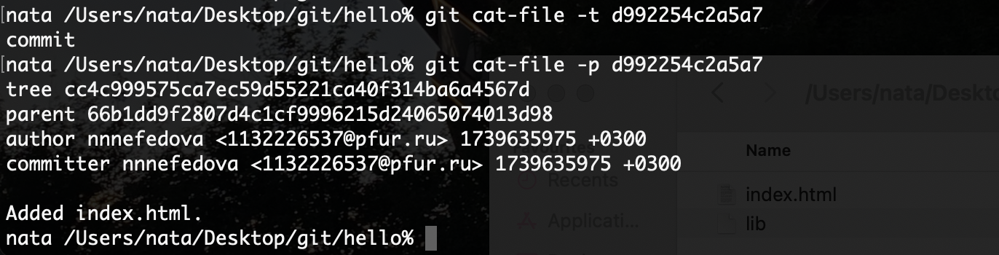 [nata /Users/nata/Desktop/git/hello% git cat-file -t d992254c2a5a7
commit
[nata /Users/nata/Desktop/git/hello% git cat-file -p d992254c2a5a7
tree cc4c999575ca7ec59d55221ca40f314ba6a4567d
parent 66b1dd9f2807d4c1cf9996215d24065074013d98
author nnnefedova <1132226537@pfur.ru> 1739635975 +0300
committer nnnefedova <1132226537@pfur.ru> 1739635975 +0300
Added index.html.
nata /Users/nata/Desktop/git/hello%
/Users/nata/Deskto
Favourites
Recents
Applicati...
Name
index.html
lib